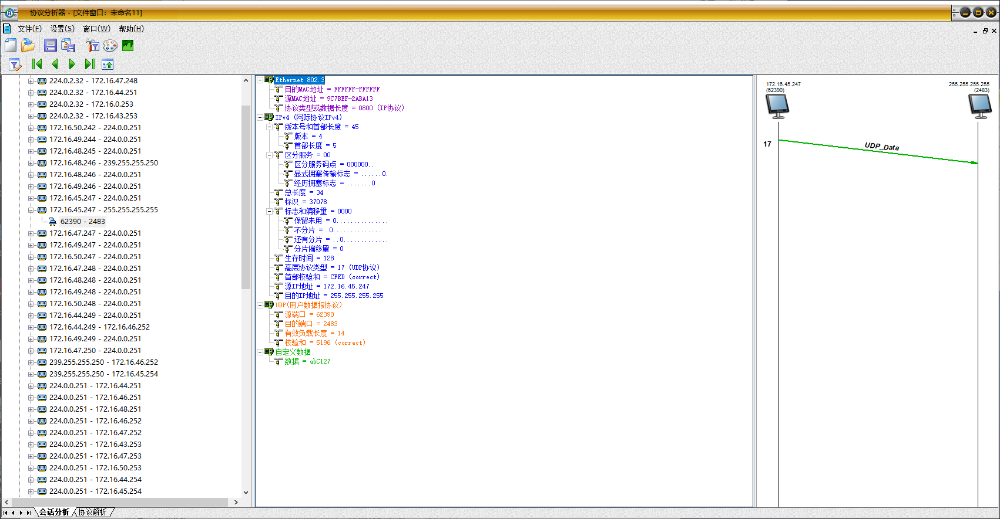 协议分析器 - [文件窗口：未命名11]
文件(F) 设置(S) 窗口(W) 帮助(H)
224.0.2.32 - 172.16.47.248
224.0.2.32 - 172.16.44.251
224.0.2.32 - 172.16.0.253
224.0.2.32 - 172.16.43.253
172.16.50.242 - 224.0.0.251
172.16.49.244 - 224.0.0.251
172.16.48.245 - 224.0.0.251
172.16.48.246 - 239.255.255.250
172.16.48.246 - 224.0.0.251
172.16.49.246 - 224.0.0.251
172.16.45.247 - 224.0.0.251
172.16.45.247 - 255.255.255.255
62390 - 2483
172.16.47.247 - 224.0.0.251
172.16.49.247 - 224.0.0.251
172.16.50.247 - 224.0.0.251
172.16.47.248 - 224.0.0.251
172.16.48.248 - 224.0.0.251
172.16.49.248 - 224.0.0.251
172.16.50.248 - 224.0.0.251
172.16.44.249 - 224.0.0.251
172.16.44.249 - 172.16.46.252
172.16.49.249 - 224.0.0.251
172.16.47.250 - 224.0.0.251
239.255.255.250 - 172.16.46.252
239.255.255.250 - 172.16.45.254
224.0.0.251 - 172.16.44.251
224.0.0.251 - 172.16.46.251
224.0.0.251 - 172.16.48.251
224.0.0.251 - 172.16.46.252
224.0.0.251 - 172.16.47.252
224.0.0.251 - 172.16.43.253
224.0.0.251 - 172.16.47.253
224.0.0.251 - 172.16.50.253
224.0.0.251 - 172.16.44.254
224.0.0.251 - 172.16.45.254
会话分析 协议解析
Ethernet 802.3
目的MAC地址 = FFFFFF-FFFFFF
源MAC地址 = 9C7BEF-2ABA13
协议类型或数据长度 = 0800 (IP协议)
IPv4 (网际协议IPv4)
版本号和首部长度 = 45
版本 = 4
首部长度 = 5
区分服务 = 00
区分服务码点 = 000000..
显式拥塞传输标志 = ......0.
经历拥塞标志 = .......0
总长度 = 34
标识 = 37078
标志和偏移量 = 0000
保留未用 = 0...............
不分片 = .0..............
还有分片 = ..0.............
分片偏移量 = 0
生存时间 = 128
高层协议类型 = 17 (UDP协议)
首部校验和 = CFED (correct)
源IP地址 = 172.16.45.247
目的IP地址 = 255.255.255.255
UDP(用户数据报协议)
源端口 = 62390
目的端口 = 2483
有效负载长度 = 14
校验和 = 5196 (correct)
自定义数据
数据 = abC127
172.16.45.247
(62390)
255.255.255.255
(2483)
17
UDP_Data